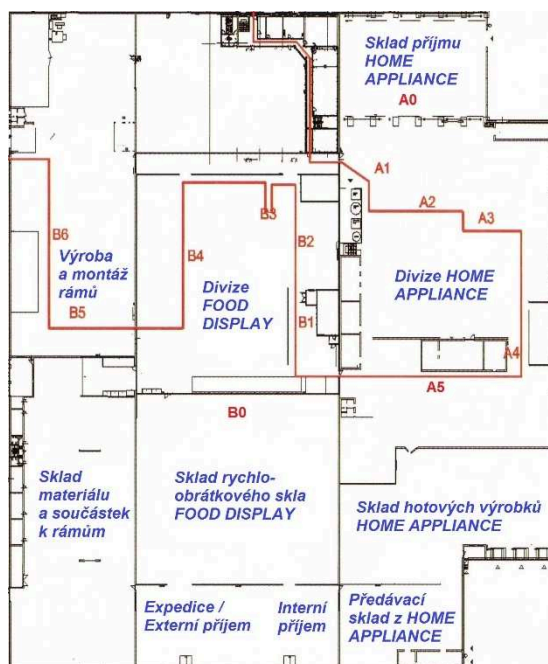 Sklad příjmu
HOME
APPLIANCE
A0
A1
A2
A3
B6
B4
B3
B2
Výroba
a montáž
rámů
B5
Divize
FOOD
DISPLAY
B1
Divize HOME
APPLIANCE
A4
A5
B0
Sklad
materiálu
a součástek
k rámům
Sklad rychlo-
obrátkového skla
FOOD DISPLAY
Sklad hotových výrobků
HOME APPLIANCE
Expedice /
Externí příjem
Interní
příjem
Předávací
sklad z HOME
APPLIANCE